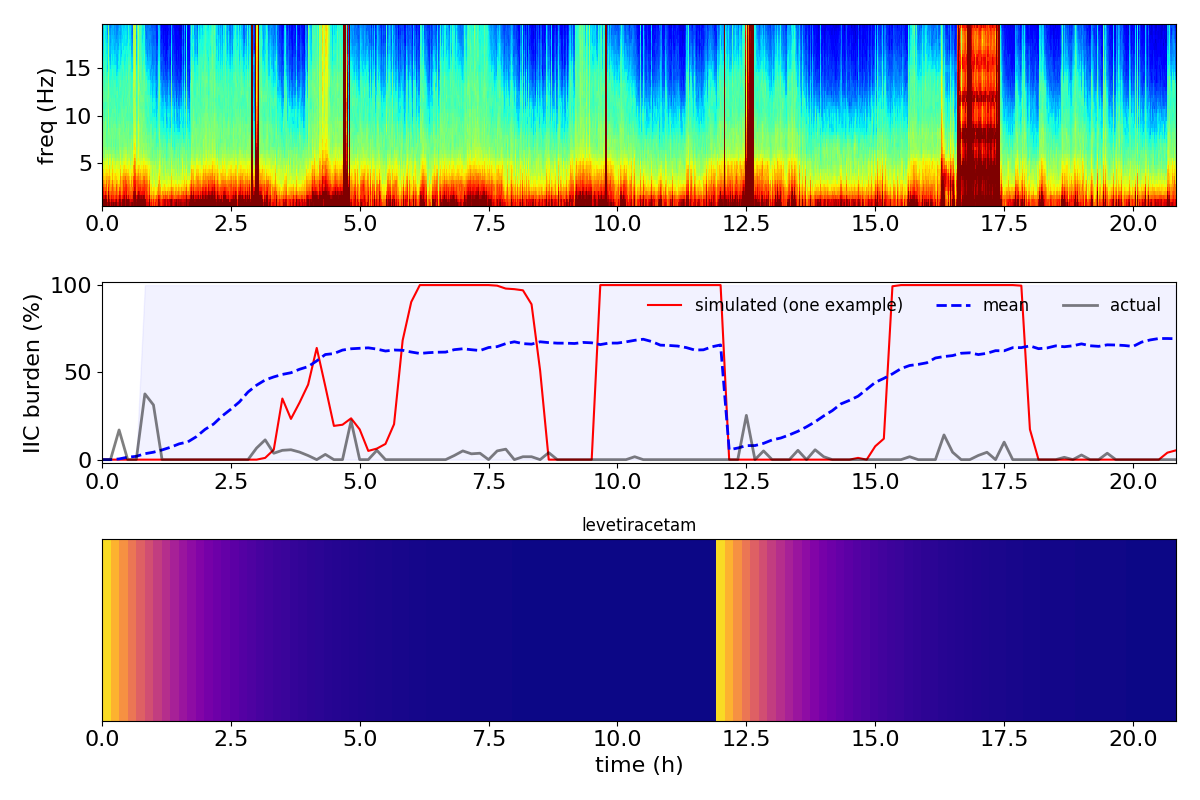 freq (Hz)
15
10
5
0.0 2.5 5.0 7.5 10.0 12.5 15.0 17.5 20.0
IIC burden (%)
100
50
0
simulated (one example) mean actual
0.0 2.5 5.0 7.5 10.0 12.5 15.0 17.5 20.0
levetiracetam
0.0 2.5 5.0 7.5 10.0 12.5 15.0 17.5 20.0
time (h)